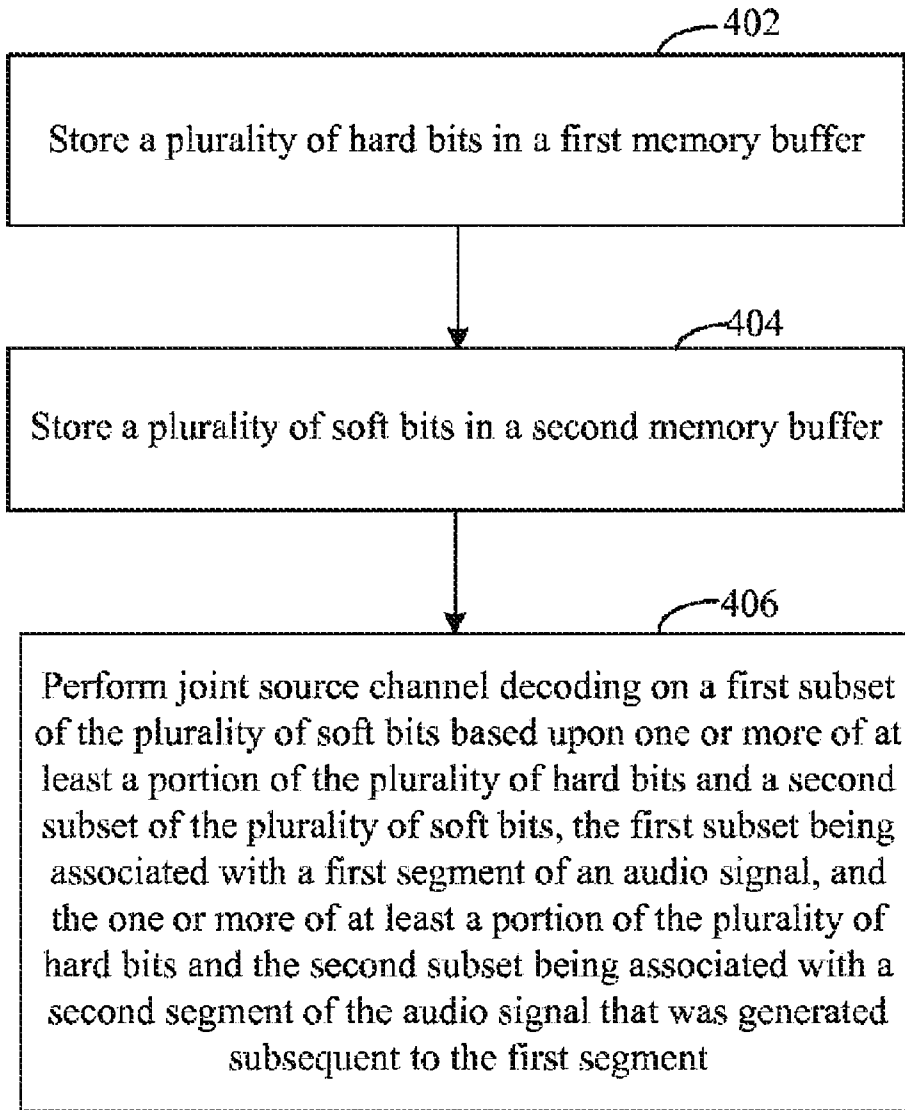 402
Store a plurality of hard bits in a first memory buffer
404
Store a plurality of soft bits in a second memory buffer
406
Perform joint source channel decoding on a first subset
of the plurality of soft bits based upon one or more of at
least a portion of the plurality of hard bits and a second
subset of the plurality of soft bits, the first subset being
associated with a first segment of an audio signal, and
the one or more of at least a portion of the plurality of
hard bits and the second subset being associated with a
second segment of the audio signal that was generated
subsequent to the first segment